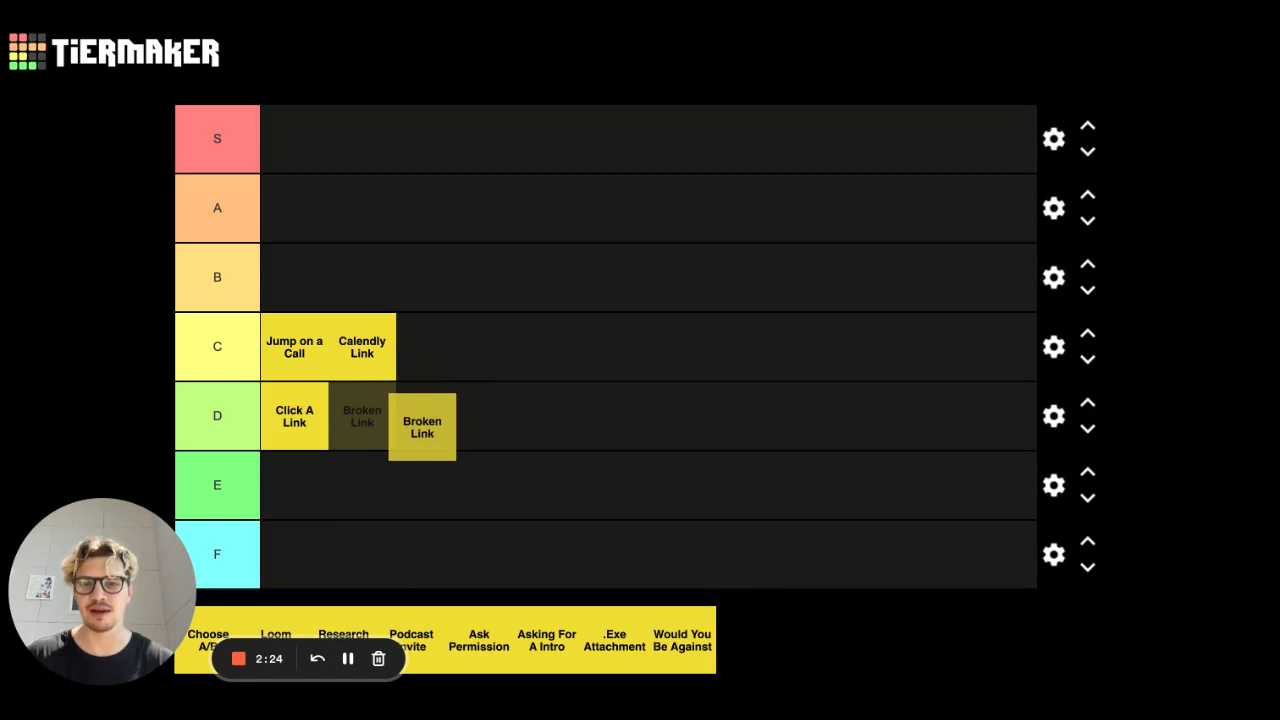 TiERMAKER
S
A
B
C
Jump on a
Call
Calendly
Link
D
Click A
Link
Broken
Link
Broken
Link
E
F
Choose
Loom
Research
Podcast
Ask
Permission
Asking For
A Intro
.Exe
Attachment
Would You
Be Against
2:24